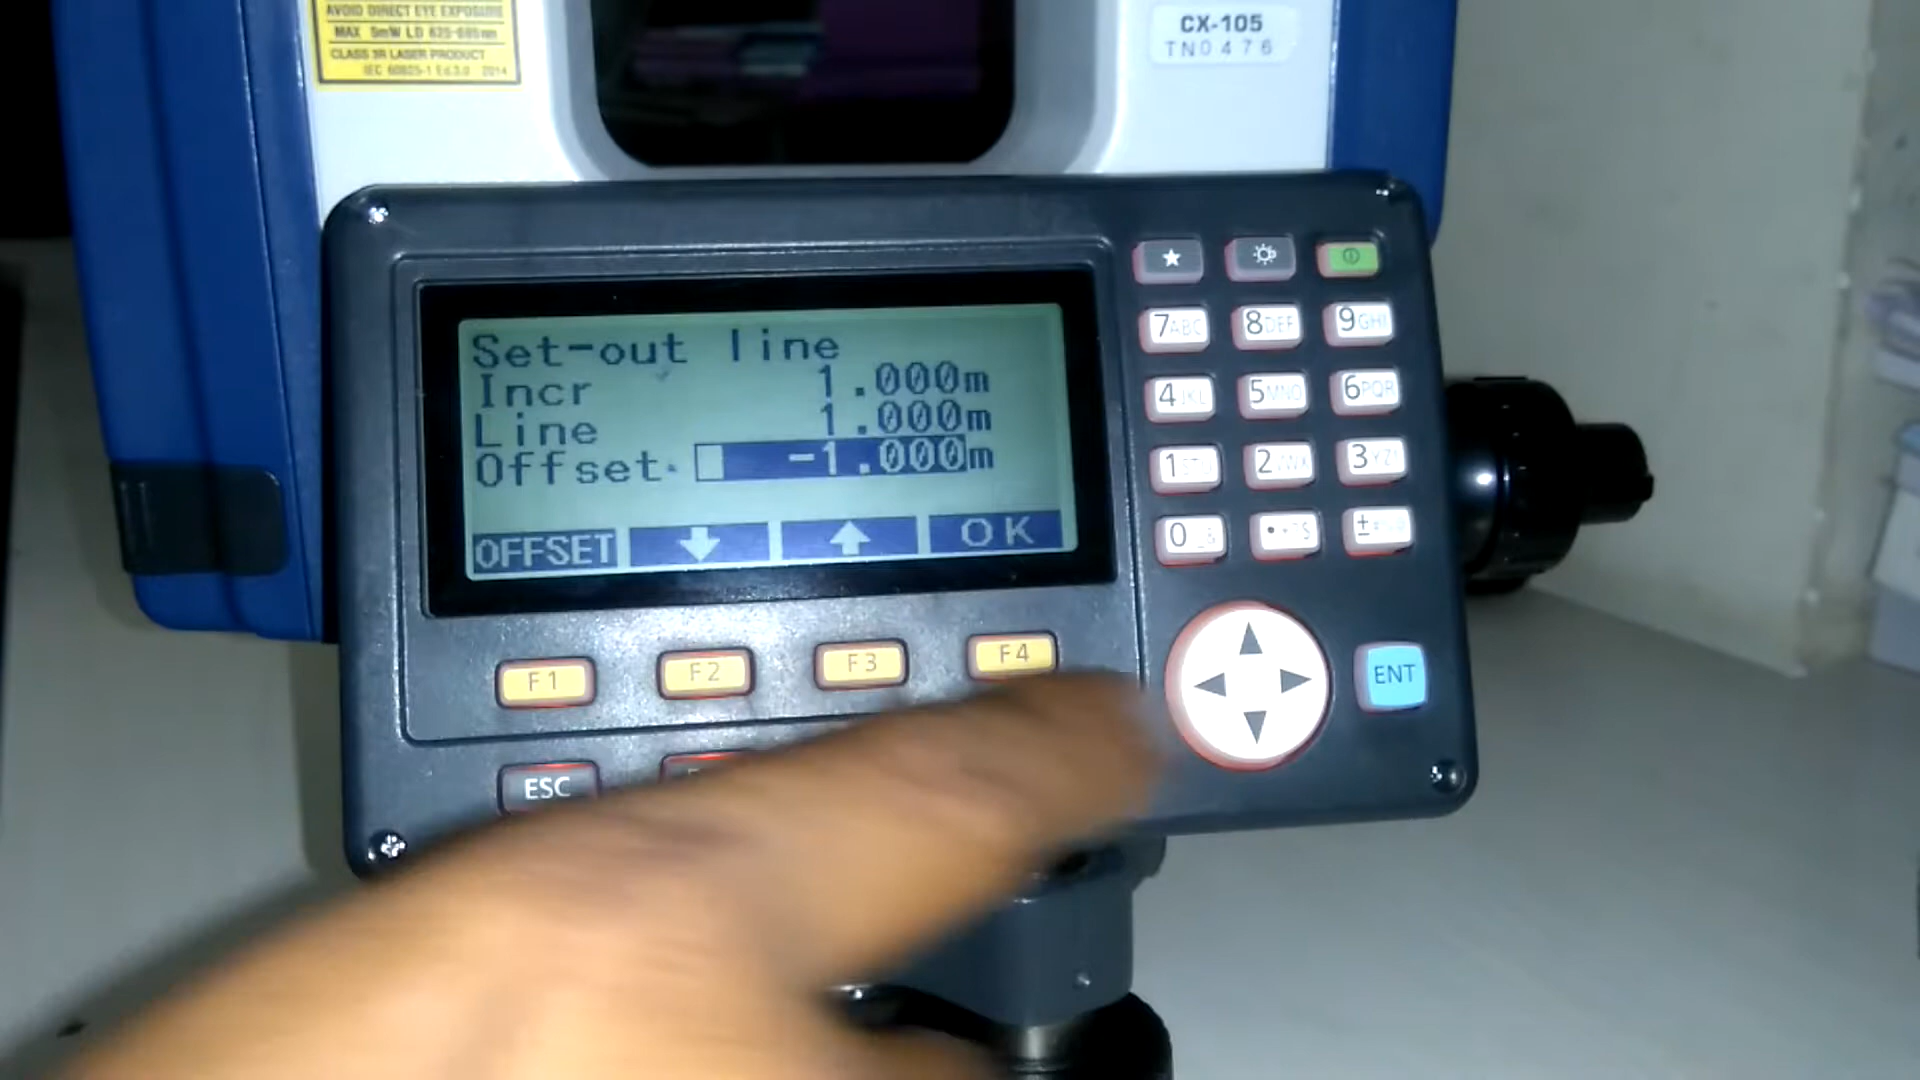 AVOID DIRECT EYE EXPOSURE
MAX 5mW LD 625-685nm
CLASS 3R LASER PRODUCT
IEC 60825-1 Ed.3.0 2014
CX-105
TN0476
Set-out line
Incr 1.000m
Line 1.000m
Offset -1.000m
OFFSET OK
F1 F2 F3 F4
ESC
7ABC 8DEF 9GHI
4JKL 5MNO 6PQR
1STU 2VWX 3YZ
0
ENT